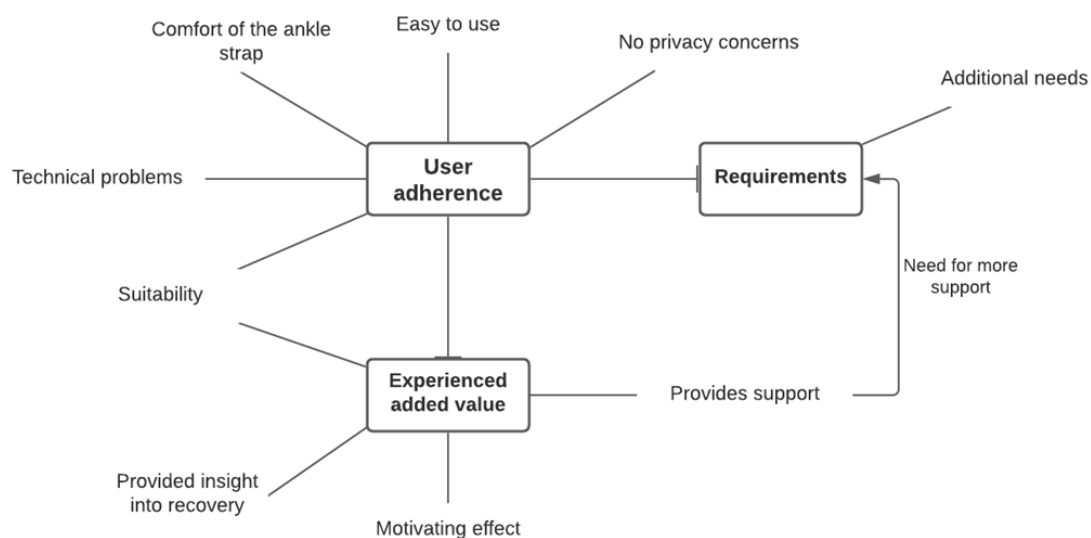 Comfort of the ankle
strap
Easy to use
No privacy concerns
Additional needs
Technical problems
User
adherence
Requirements
Suitability
Need for more
support
Experienced
added value
Provides support
Provided insight
into recovery
Motivating effect